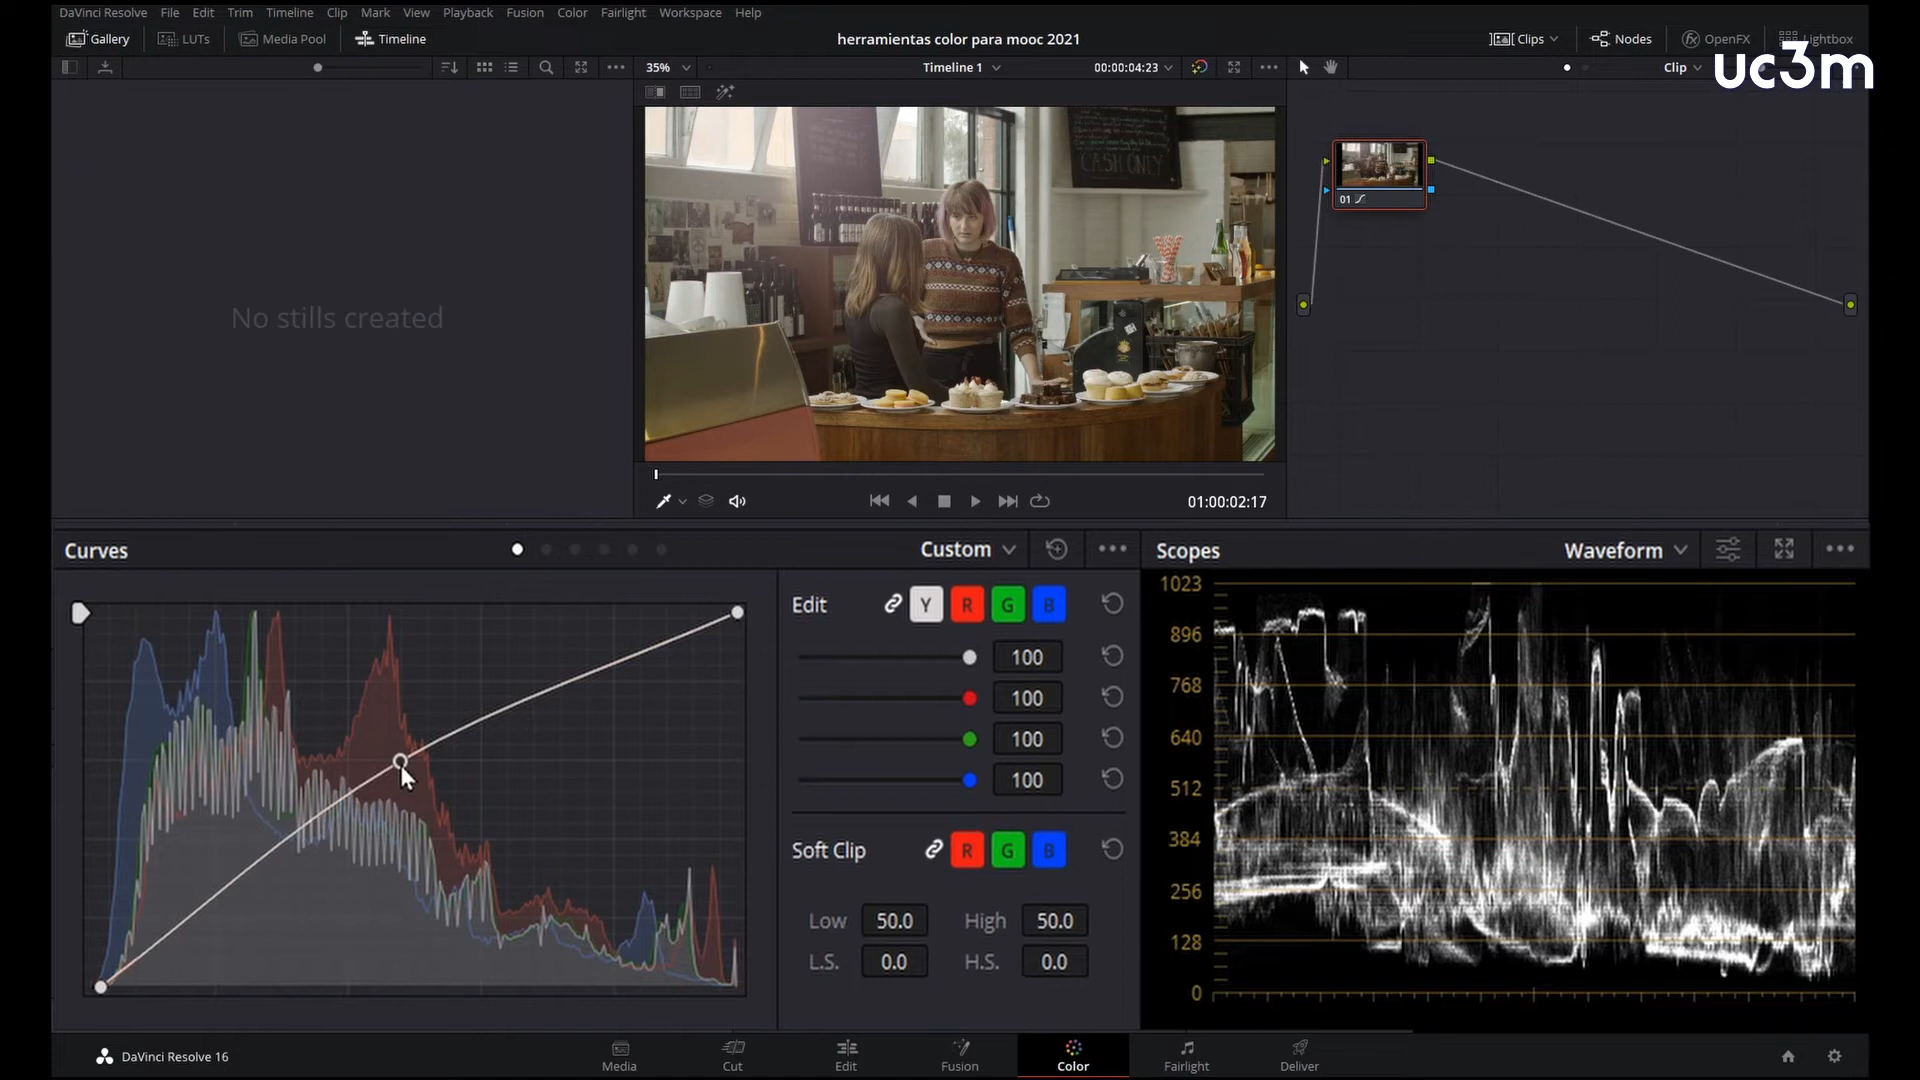 DaVinci Resolve File Edit Trim Timeline Clip Mark View Playback Fusion Color Fairlight Workspace Help
Gallery LUTs Media Pool Timeline herramientas color para mooc 2021 Clips Nodes OpenFX Lightbox
uc3m
35% Timeline 1 00:00:04:23 Clip
CASH ONLY
01
No stills created
01:00:02:17
Curves Custom Scopes Waveform
Edit Y R G B
100
100
100
100
Soft Clip R G B
Low 50.0 High 50.0
L.S. 0.0 H.S. 0.0
1023
896
768
640
512
384
256
128
0
DaVinci Resolve 16 Media Cut Edit Fusion Color Fairlight Deliver